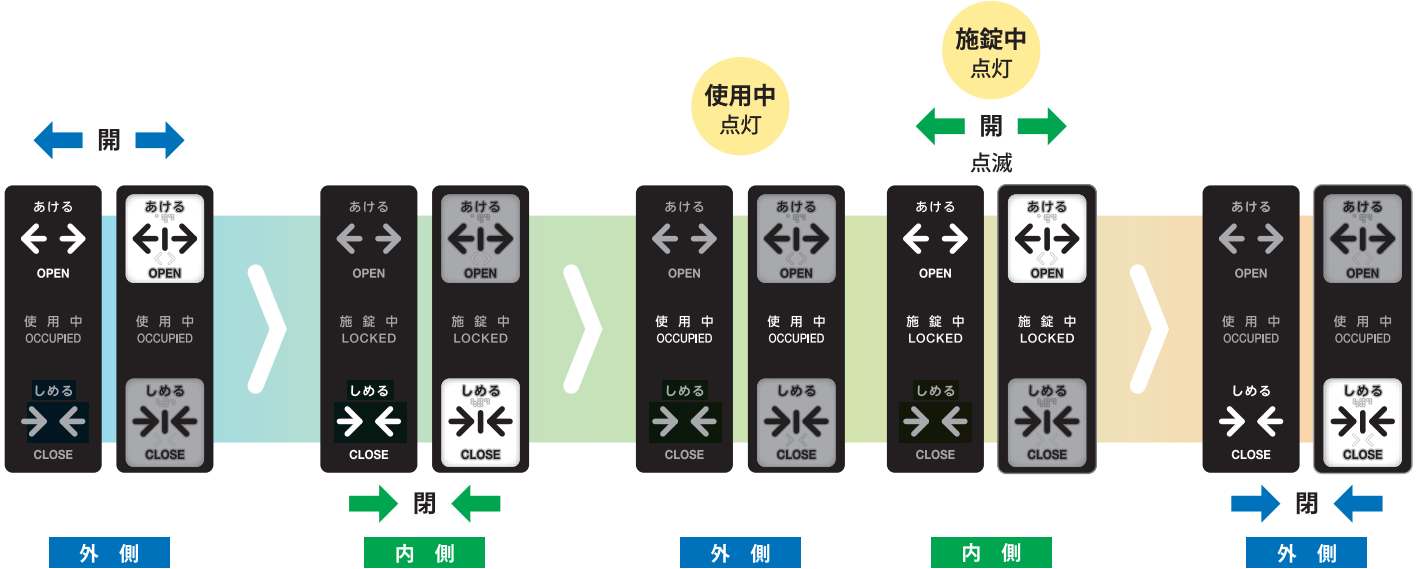 開
あける
OPEN
使用中
OCCUPIED
しめる
CLOSE
あける
OPEN
使用中
OCCUPIED
しめる
CLOSE
外側
あける
OPEN
施錠中
LOCKED
しめる
CLOSE
あける
OPEN
施錠中
LOCKED
しめる
CLOSE
閉
内側
使用中
点灯
あける
OPEN
使用中
OCCUPIED
しめる
CLOSE
あける
OPEN
使用中
OCCUPIED
しめる
CLOSE
外側
施錠中
点灯
開
点滅
あける
OPEN
施錠中
LOCKED
しめる
CLOSE
あける
OPEN
施錠中
LOCKED
しめる
CLOSE
内側
あける
OPEN
使用中
OCCUPIED
しめる
CLOSE
あける
OPEN
使用中
OCCUPIED
しめる
CLOSE
閉
外側